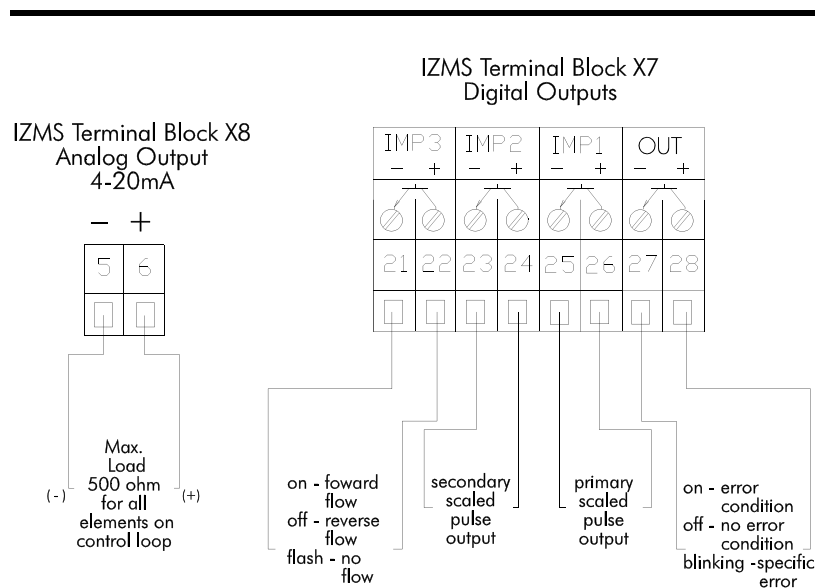 IZMS Terminal Block X7
Digital Outputs
IZMS Terminal Block X8
Analog Output
4-20mA
− +
5 6
Max.
Load
500 ohm
for all
elements on
control loop
(-) (+)
IMP3 IMP2 IMP1 OUT
− + − + − + − +
21 22 23 24 25 26 27 28
on - foward
flow
off - reverse
flow
flash - no
flow
secondary
scaled
pulse
output
primary
scaled
pulse
output
on - error
condition
off - no error
condition
blinking -specific
error